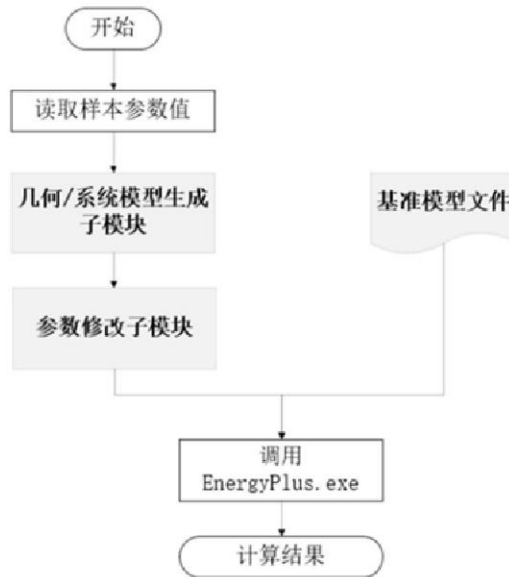 开始
读取样本参数值
几何/系统模型生成
子模块
基准模型文件
参数修改子模块
调用
EnergyPlus.exe
计算结果